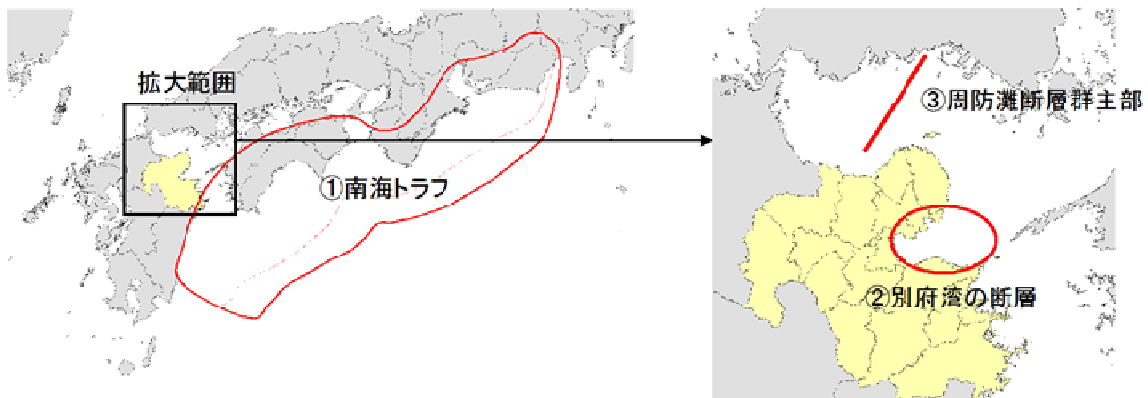 拡大範囲
①南海トラフ
③周防灘断層群主部
②別府湾の断層